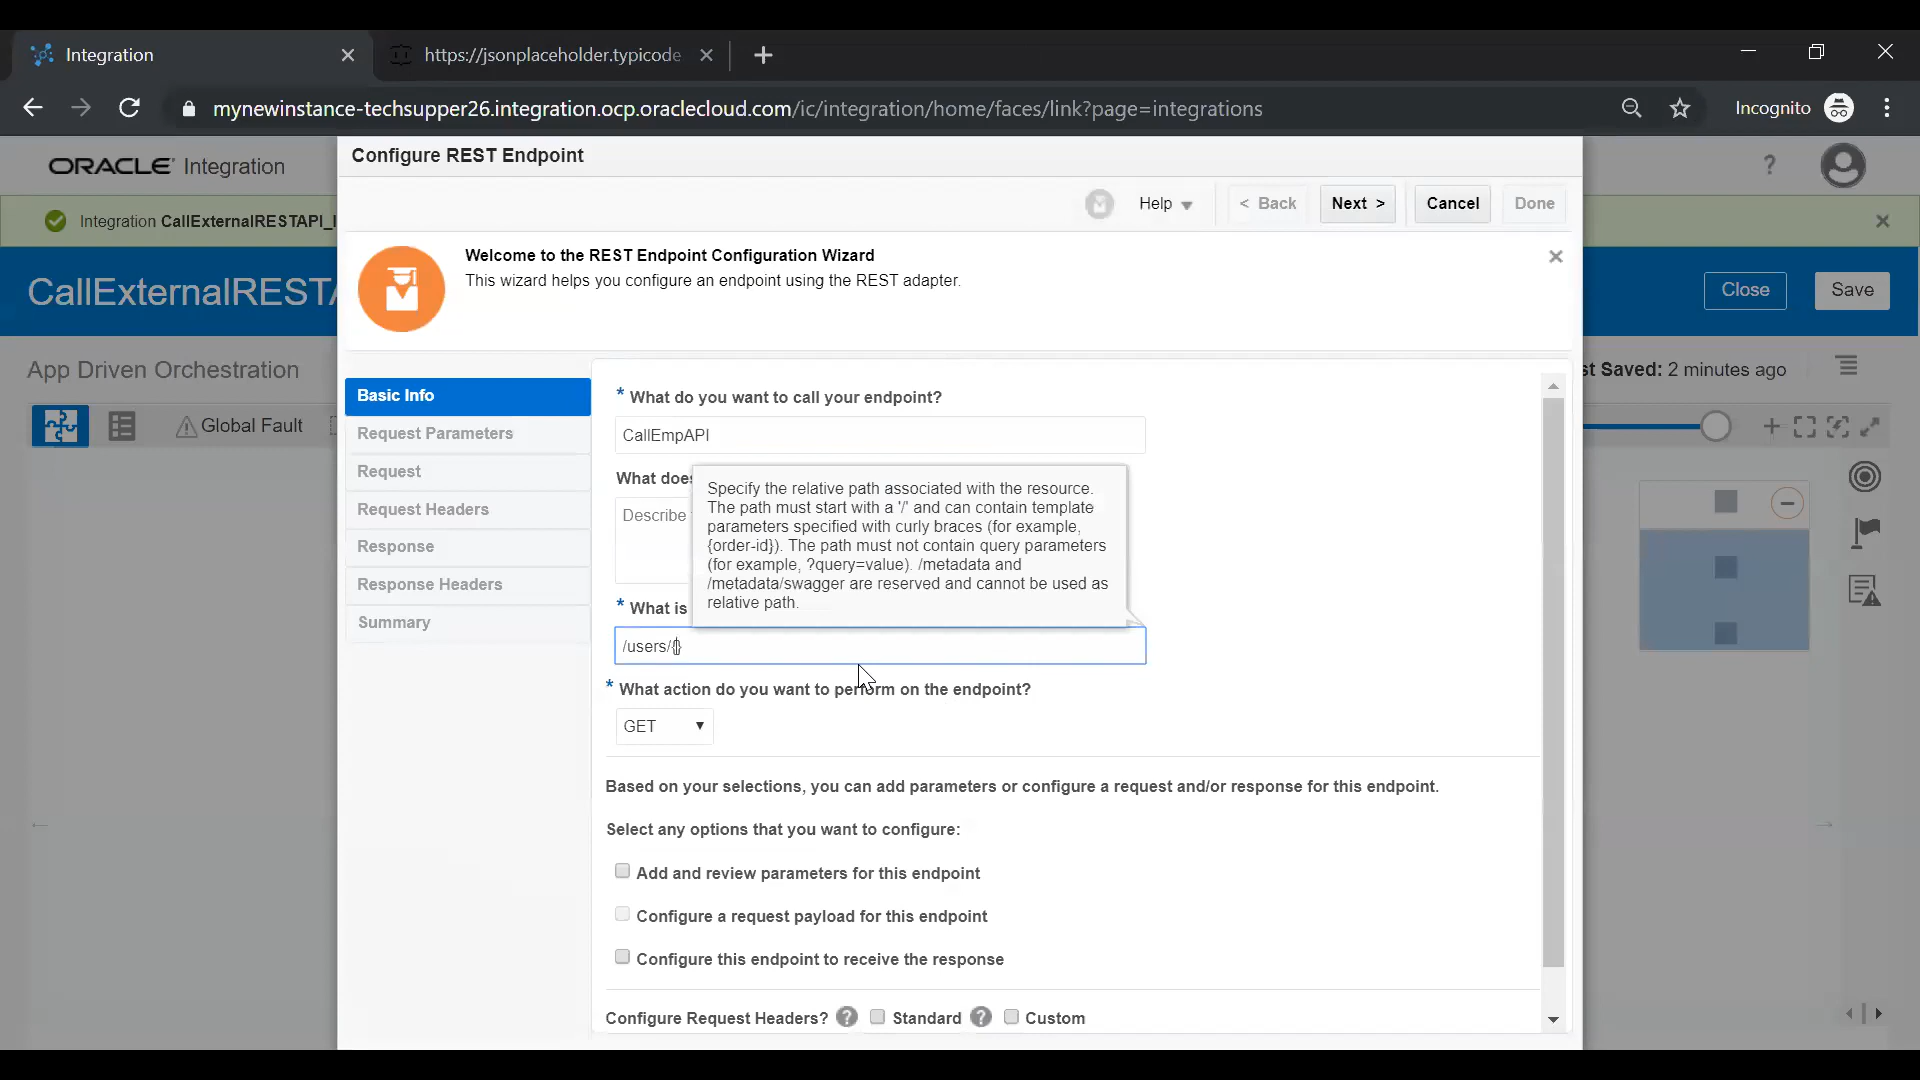 Integration
https://jsonplaceholder.typicode
mynewinstance-techsupper26.integration.ocp.oraclecloud.com/ic/integration/home/faces/link?page=integrations
Incognito
Configure REST Endpoint
ORACLE Integration
?
Help
< Back
Next >
Cancel
Done
Integration CallExternalRESTAPI_I
Welcome to the REST Endpoint Configuration Wizard
This wizard helps you configure an endpoint using the REST adapter.
CallExternalRESTA
Close
Save
App Driven Orchestration
st Saved: 2 minutes ago
Global Fault
Basic Info
Request Parameters
Request
Request Headers
Response
Response Headers
Summary
* What do you want to call your endpoint?
CallEmpAPI
What does
Describe
Specify the relative path associated with the resource.
The path must start with a '/' and can contain template
parameters specified with curly braces (for example,
{order-id}). The path must not contain query parameters
(for example, ?query=value). /metadata and
/metadata/swagger are reserved and cannot be used as
relative path.
* What is
/users/{}
* What action do you want to perform on the endpoint?
GET
Based on your selections, you can add parameters or configure a request and/or response for this endpoint.
Select any options that you want to configure:
Add and review parameters for this endpoint
Configure a request payload for this endpoint
Configure this endpoint to receive the response
Configure Request Headers? ? Standard ? Custom